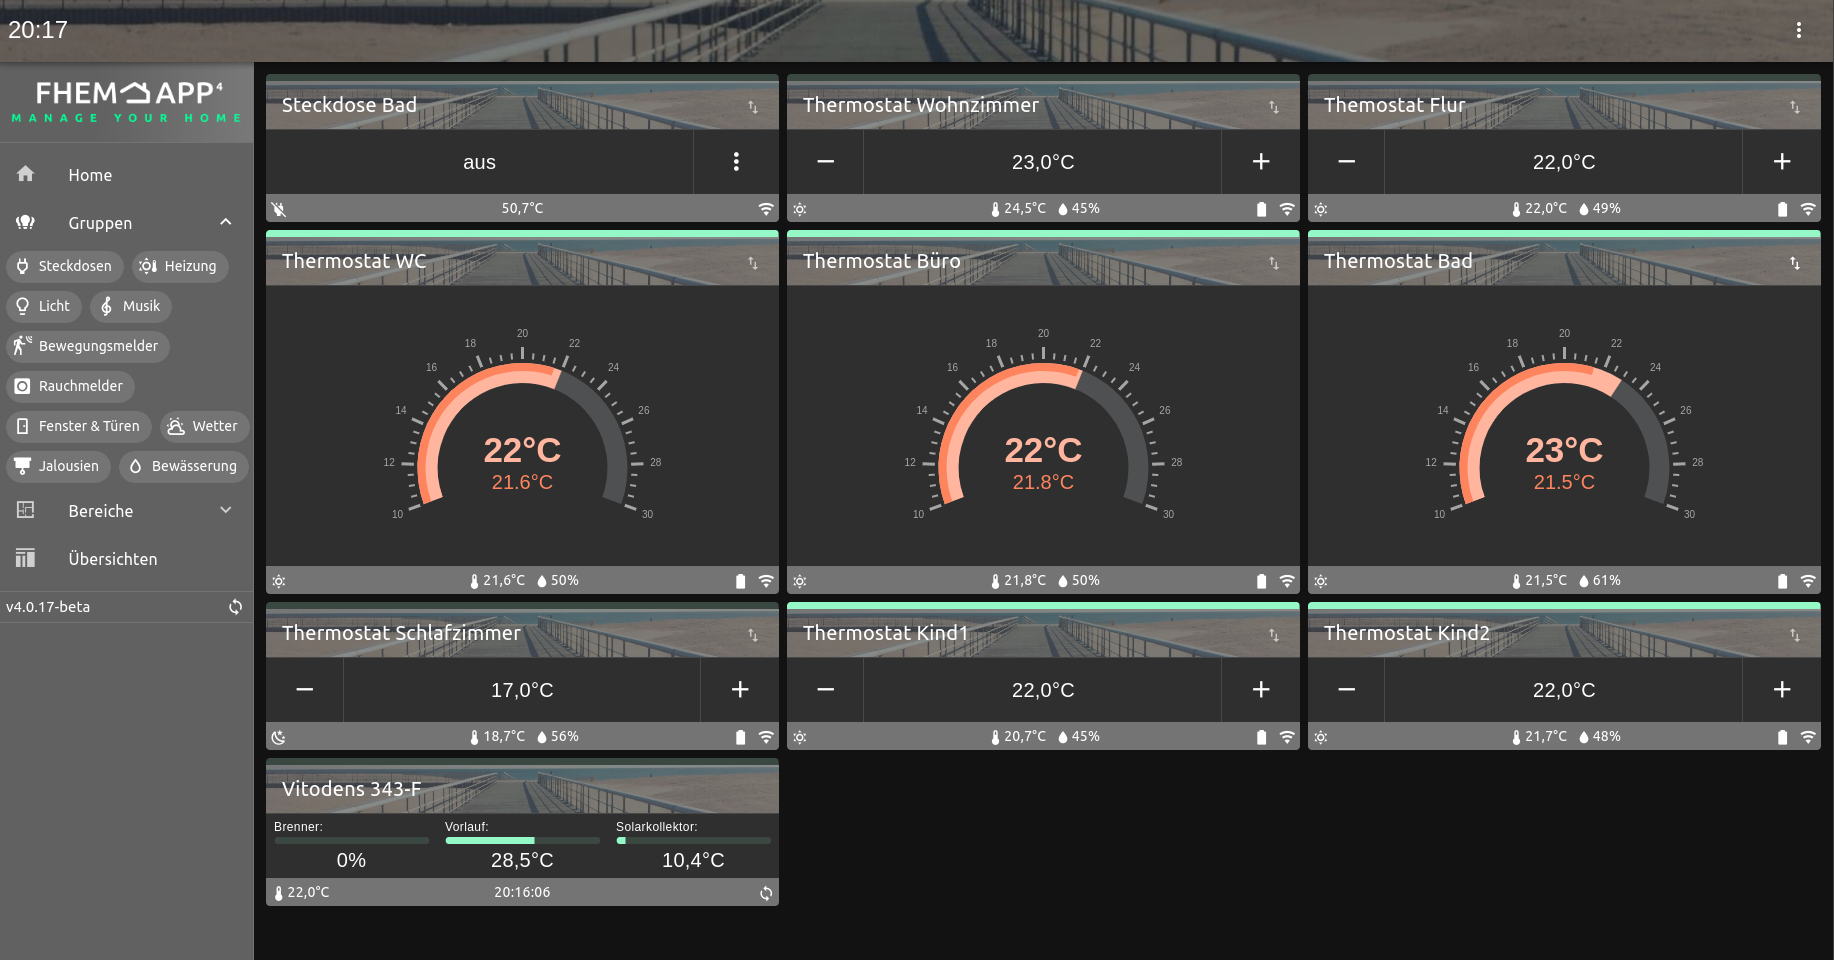 20:17
FHEM APP 4
MANAGE YOUR HOME
Home
Gruppen
Steckdosen
Heizung
Licht
Musik
Bewegungsmelder
Rauchmelder
Fenster & Türen
Wetter
Jalousien
Bewässerung
Bereiche
Übersichten
v4.0.17-beta
Steckdose Bad
aus
50,7°C
Thermostat Wohnzimmer
23,0°C
24,5°C 45%
Themostat Flur
22,0°C
22,0°C 49%
Thermostat WC
10 12 14 16 18 20 22 24 26 28 30
22°C
21.6°C
21,6°C 50%
Thermostat Büro
10 12 14 16 18 20 22 24 26 28 30
22°C
21.8°C
21,8°C 50%
Thermostat Bad
10 12 14 16 18 20 22 24 26 28 30
23°C
21.5°C
21,5°C 61%
Thermostat Schlafzimmer
17,0°C
18,7°C 56%
Thermostat Kind1
22,0°C
20,7°C 45%
Thermostat Kind2
22,0°C
21,7°C 48%
Vitodens 343-F
Brenner: Vorlauf: Solarkollektor:
0% 28,5°C 10,4°C
22,0°C 20:16:06